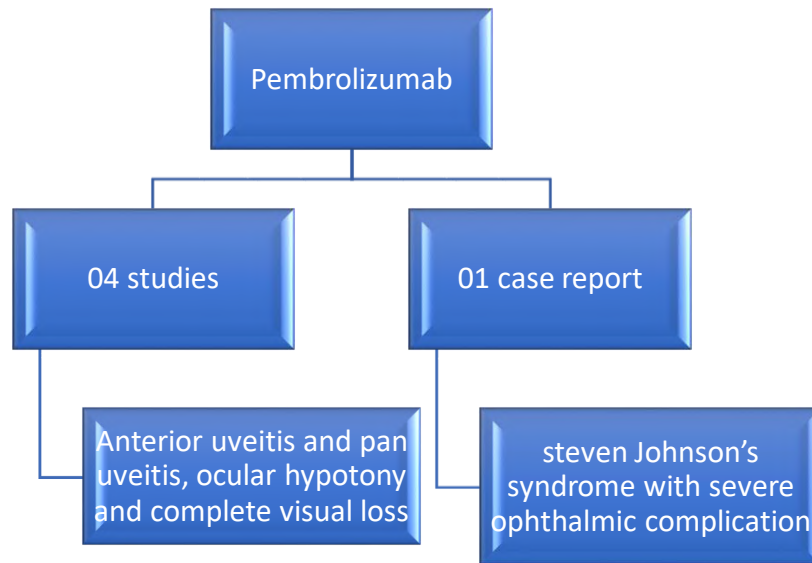 Pembrolizumab
04 studies
01 case report
Anterior uveitis and pan
uveitis, ocular hypotony
and complete visual loss
steven Johnson’s
syndrome with severe
ophthalmic complication